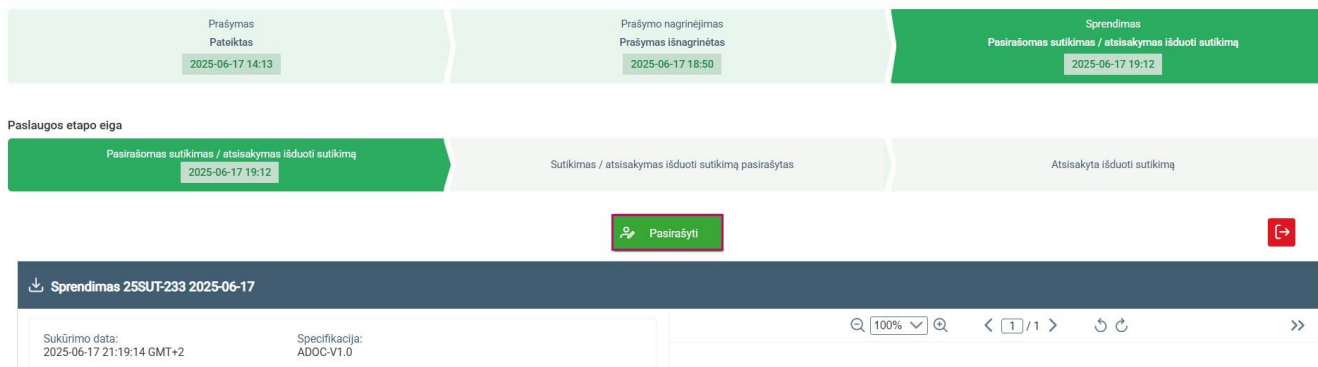 Prašymas
Pateiktas
2025-06-17 14:13
Prašymo nagrinėjimas
Prašymas išnagrinėtas
2025-06-17 18:50
Sprendimas
Pasirašomas sutikimas / atsisakymas išduoti sutikimą
2025-06-17 19:12
Paslaugos etapo eiga
Pasirašomas sutikimas / atsisakymas išduoti sutikimą
2025-06-17 19:12
Sutikimas / atsisakymas išduoti sutikimą pasirašytas
Atsisakyta išduoti sutikimą
Pasirašyti
Sprendimas 25SUT-233 2025-06-17
100%
1 / 1
Sukūrimo data:
2025-06-17 21:19:14 GMT+2
Specifikacija:
ADOC-V1.0